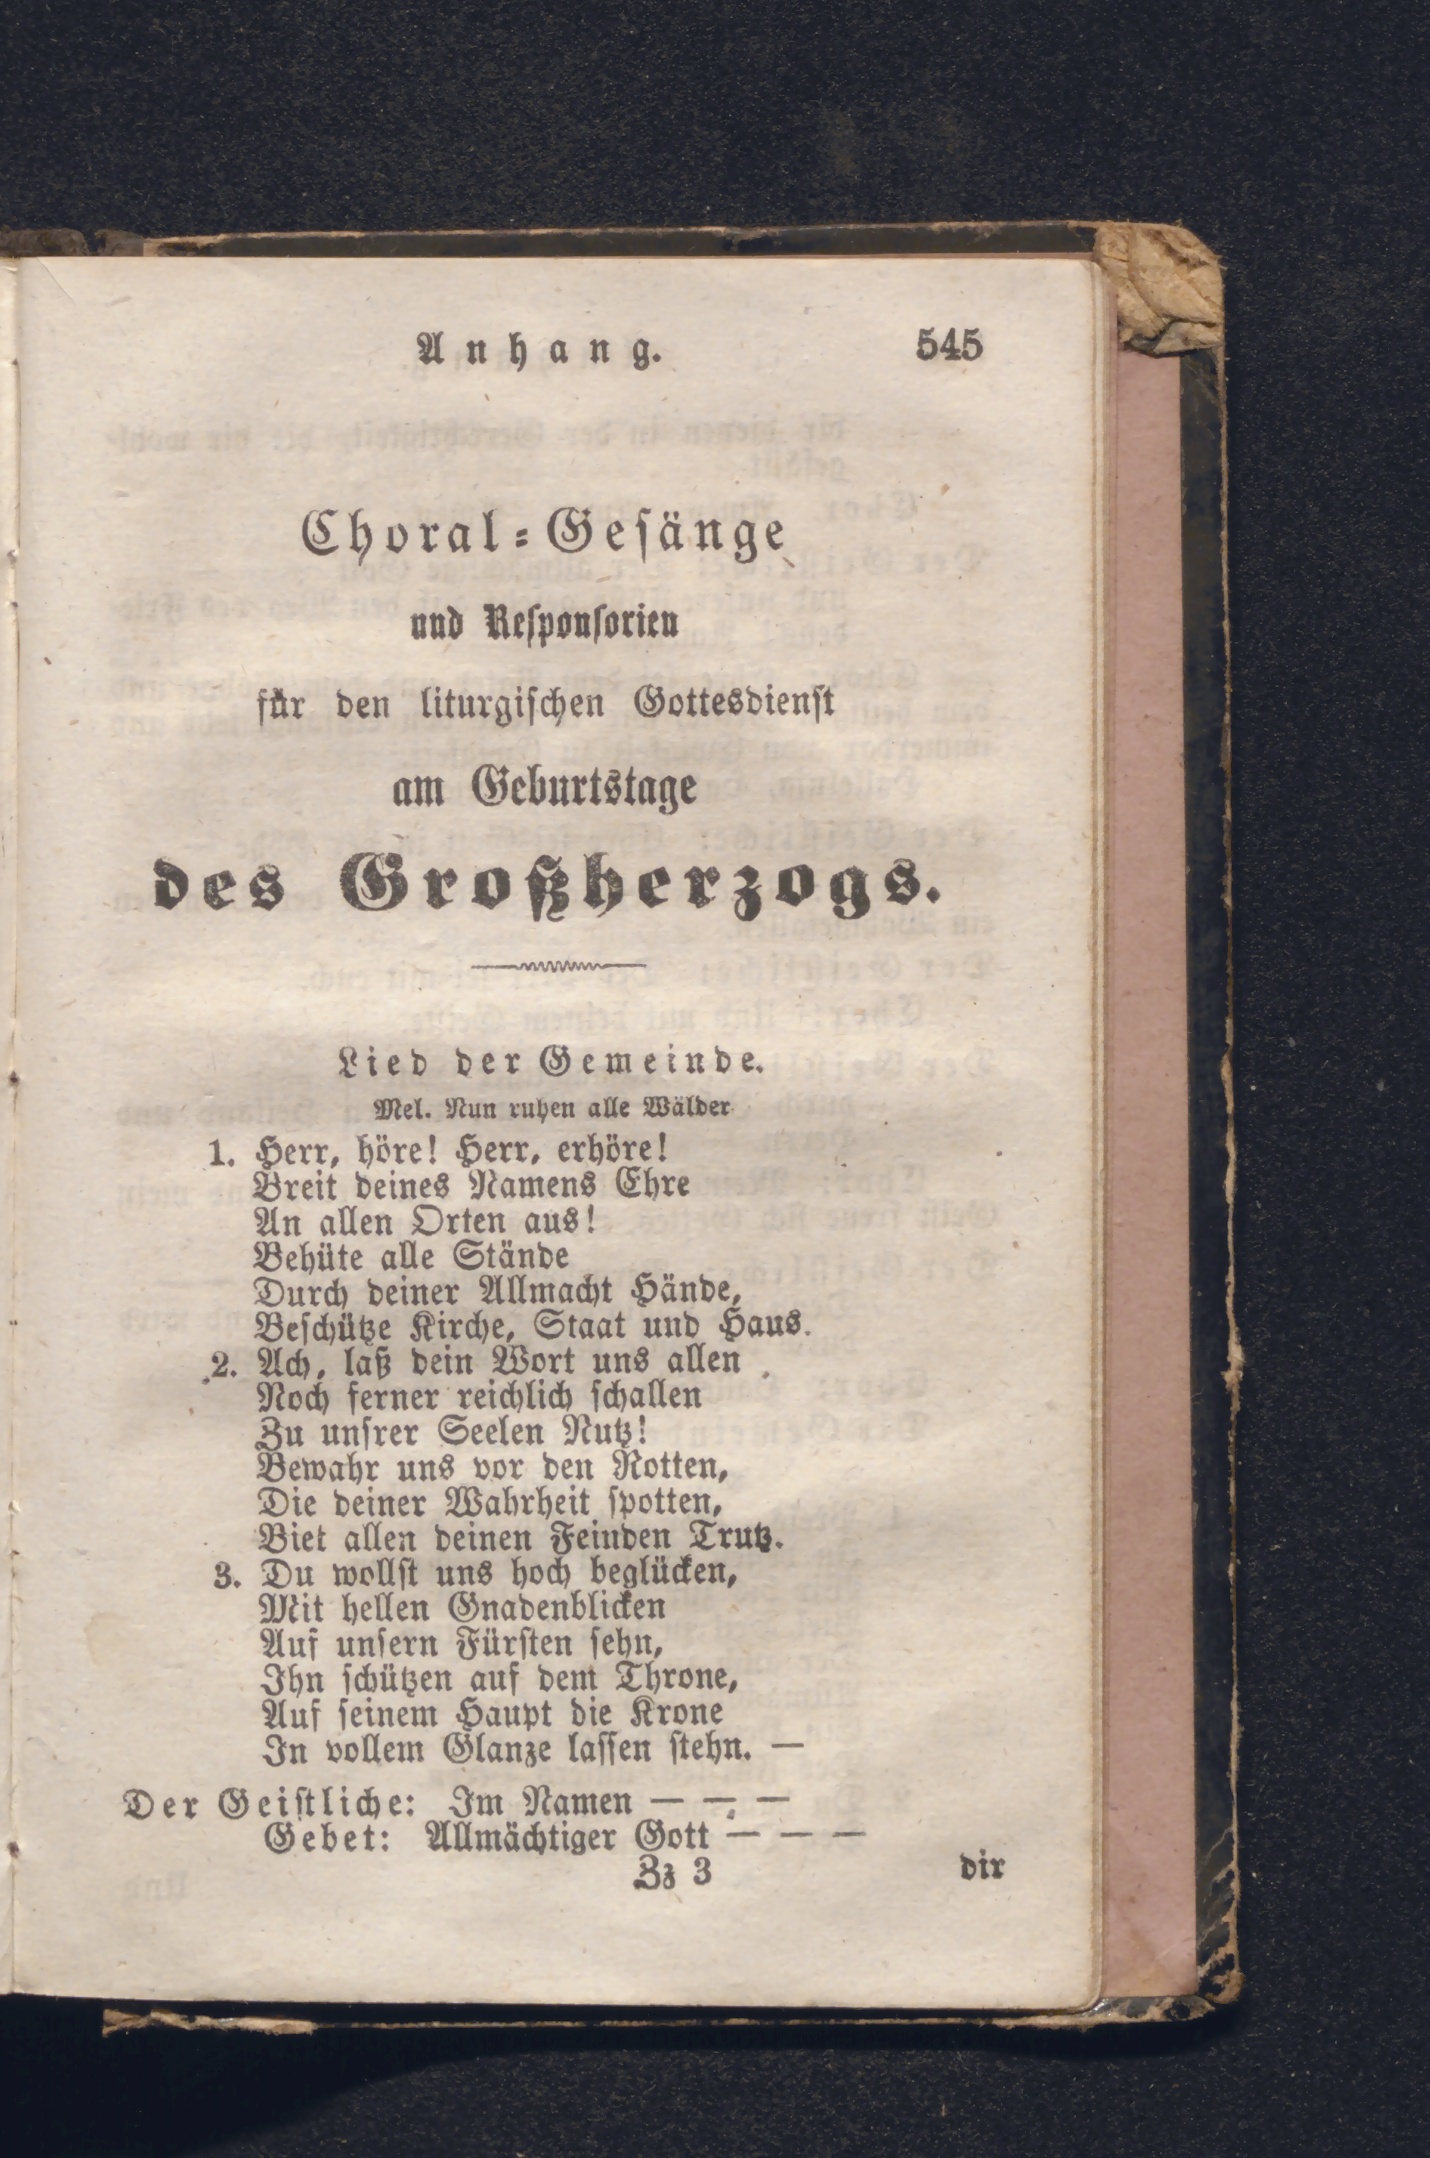 Anhang. 545
Choral-Gesänge
und Responsorien
für den liturgischen Gottesdienst
am Geburtstage
des Großherzogs.
Lied der Gemeinde.
Mel. Nun ruhen alle Wälder
1. Herr, höre! Herr, erhöre!
Breit deines Namens Ehre
An allen Orten aus!
Behüte alle Stände
Durch deiner Allmacht Hände,
Beschütze Kirche, Staat und Haus.
2. Ach, laß dein Wort uns allen
Noch ferner reichlich schallen
Zu unsrer Seelen Nutz!
Bewahr uns vor den Rotten,
Die deiner Wahrheit spotten,
Biet allen deinen Feinden Trutz.
3. Du wollst uns hoch beglücken,
Mit hellen Gnadenblicken
Auf unsern Fürsten sehn,
Ihn schützen auf dem Throne,
Auf seinem Haupt die Krone
In vollem Glanze lassen stehn. —
Der Geistliche: Im Namen — — —
Gebet: Allmächtiger Gott — — —
Zz 3 dir